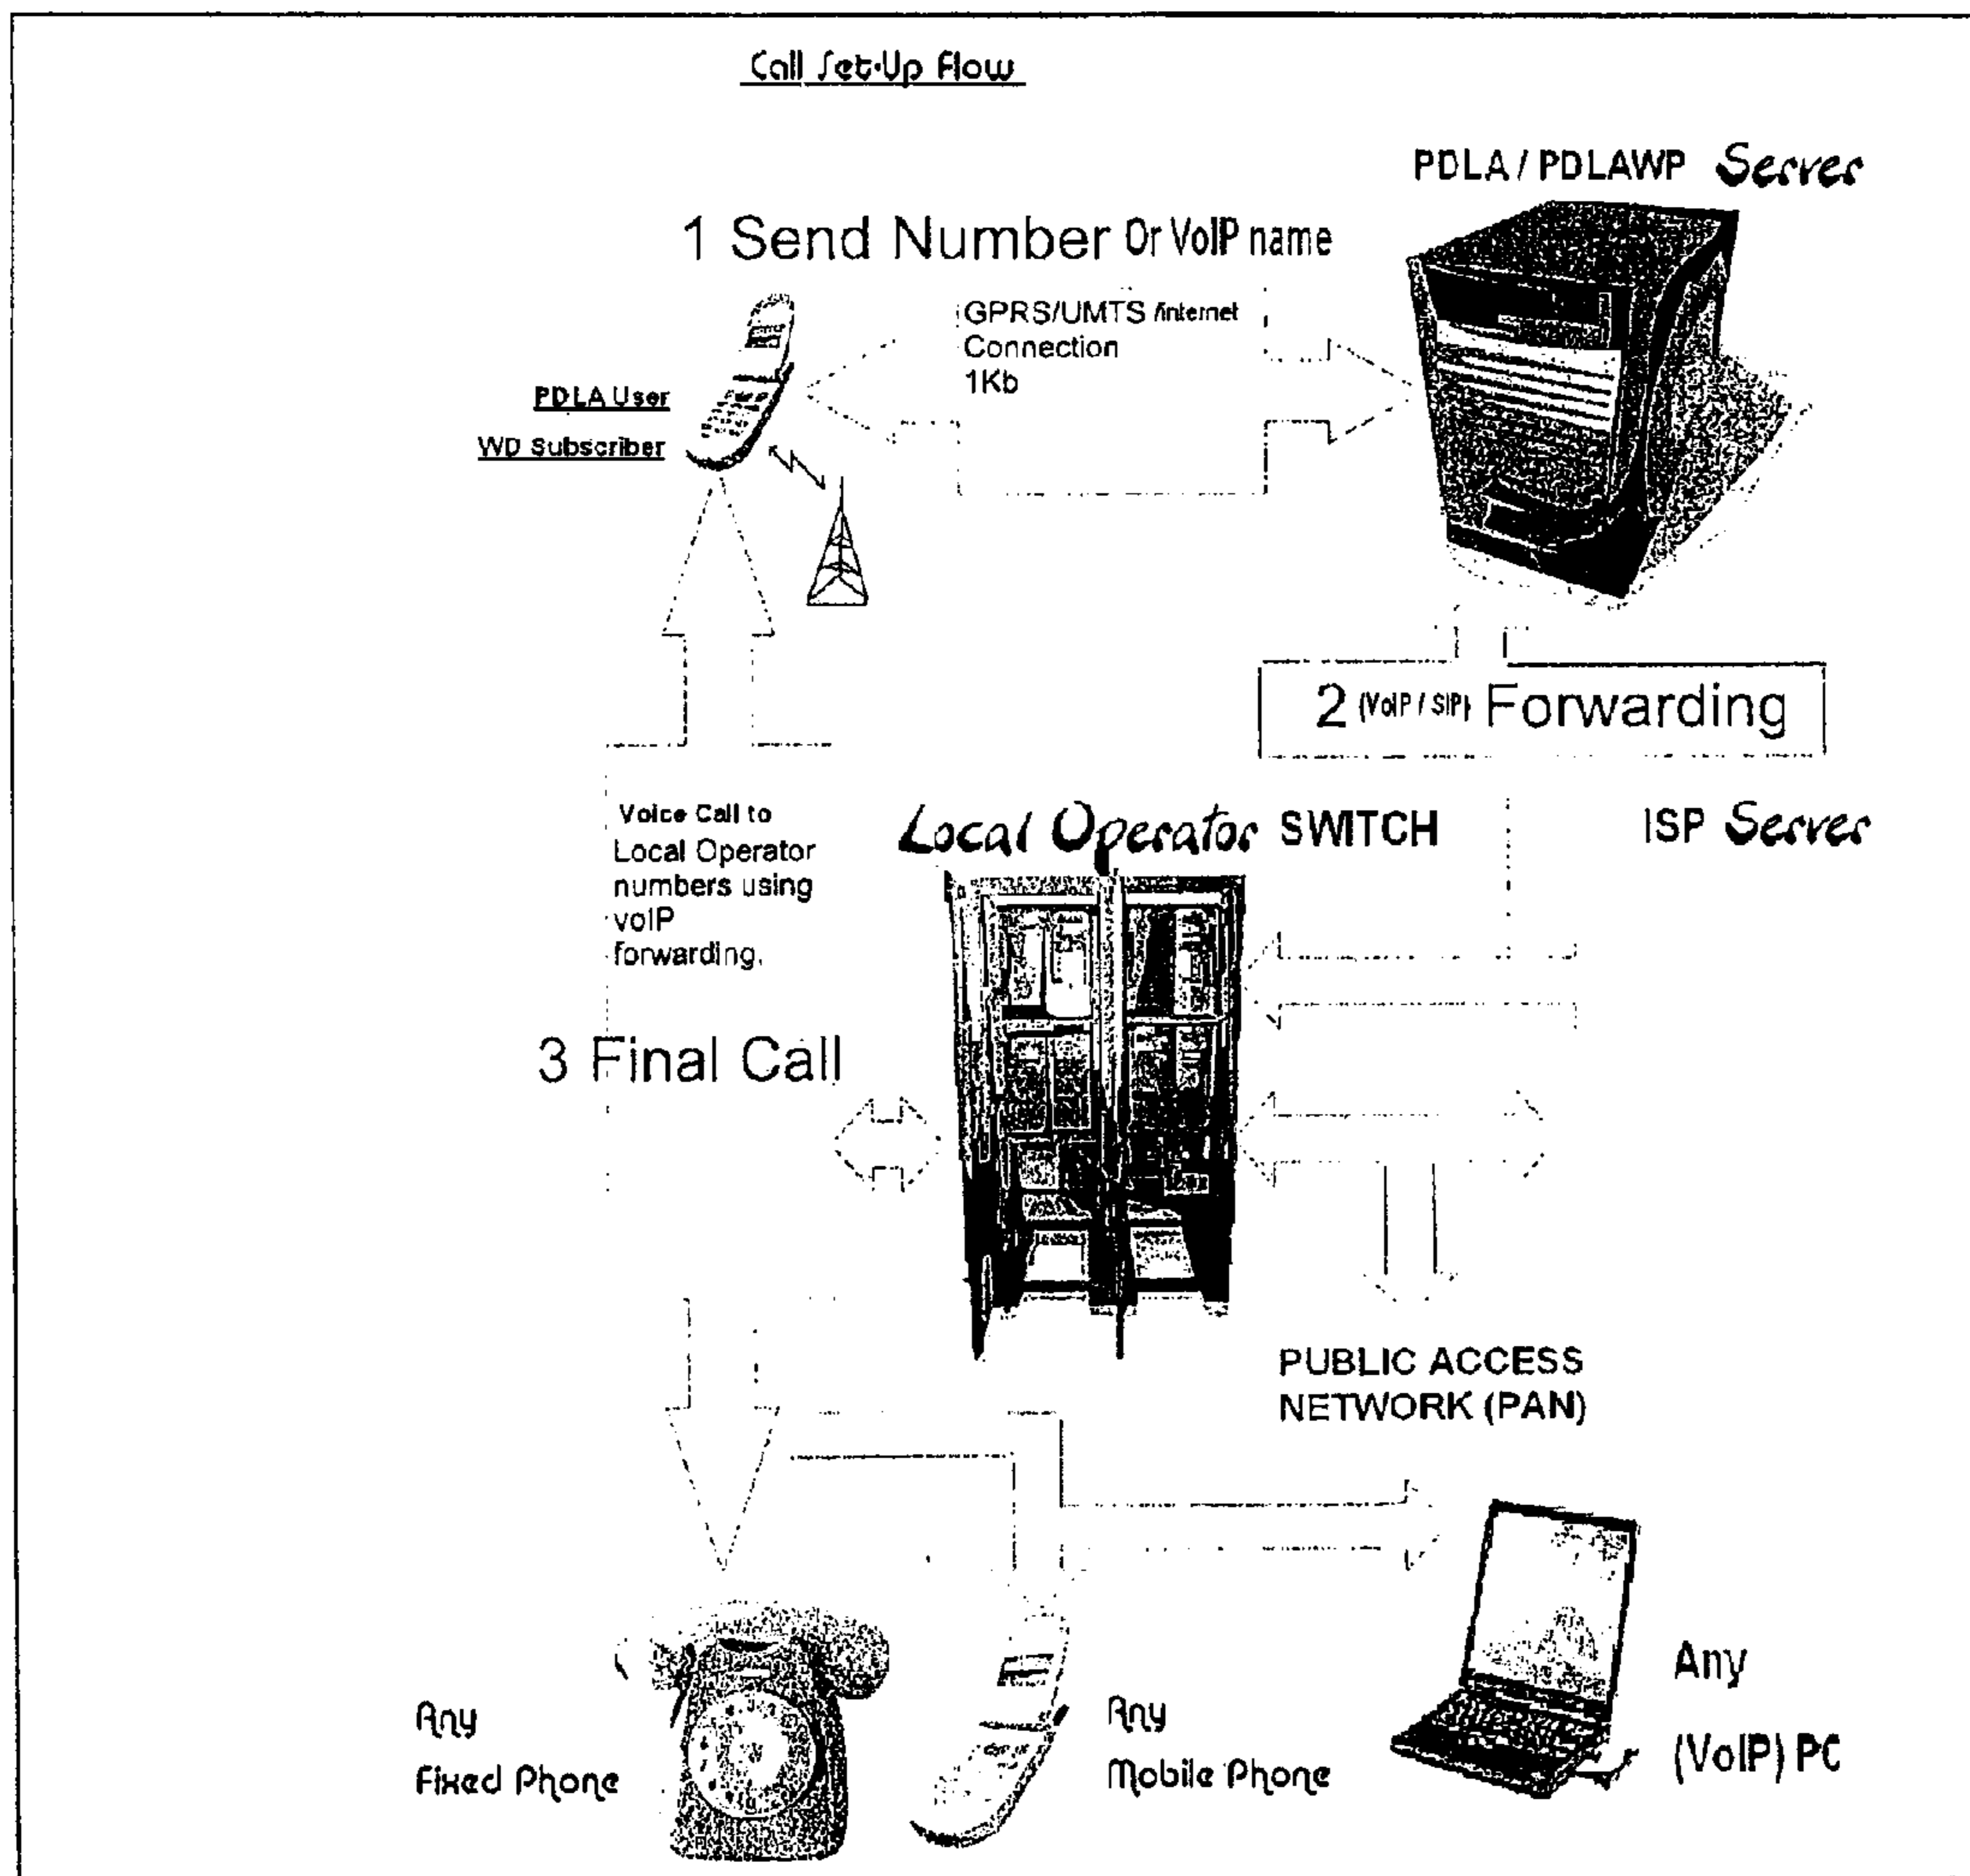 Call Set-Up Flow
PDLA / PDLAWP Server
1 Send Number Or VoIP name
GPRS/UMTS /internet
Connection
1Kb
PDLA User
WD Subscriber
2 (VoIP / SIP) Forwarding
Voice Call to
Local Operator
numbers using
voIP
forwarding.
Local Operator SWITCH
ISP Server
3 Final Call
PUBLIC ACCESS
NETWORK (PAN)
Any
Fixed Phone
Any
Mobile Phone
Any
(VoIP) PC